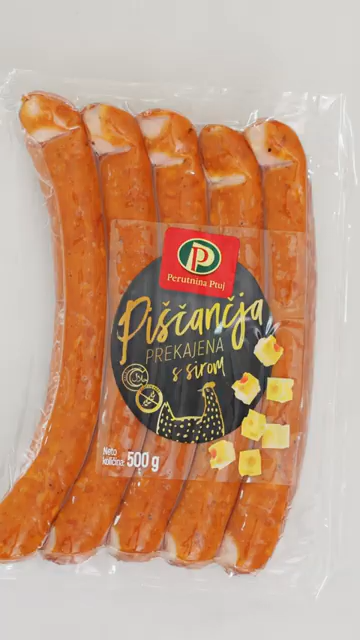 Perutnina Ptuj
Piščančja
PREKAJENA
s sirom
Neto
količina: 500 g